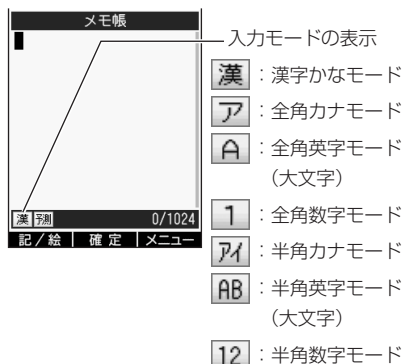 メモ帳
漢 予測 0/1024
記/絵 確定 メニュー
入力モードの表示
漢：漢字かなモード
ア：全角カナモード
A：全角英字モード
(大文字)
1：全角数字モード
アイ：半角カナモード
AB：半角英字モード
(大文字)
12：半角数字モード